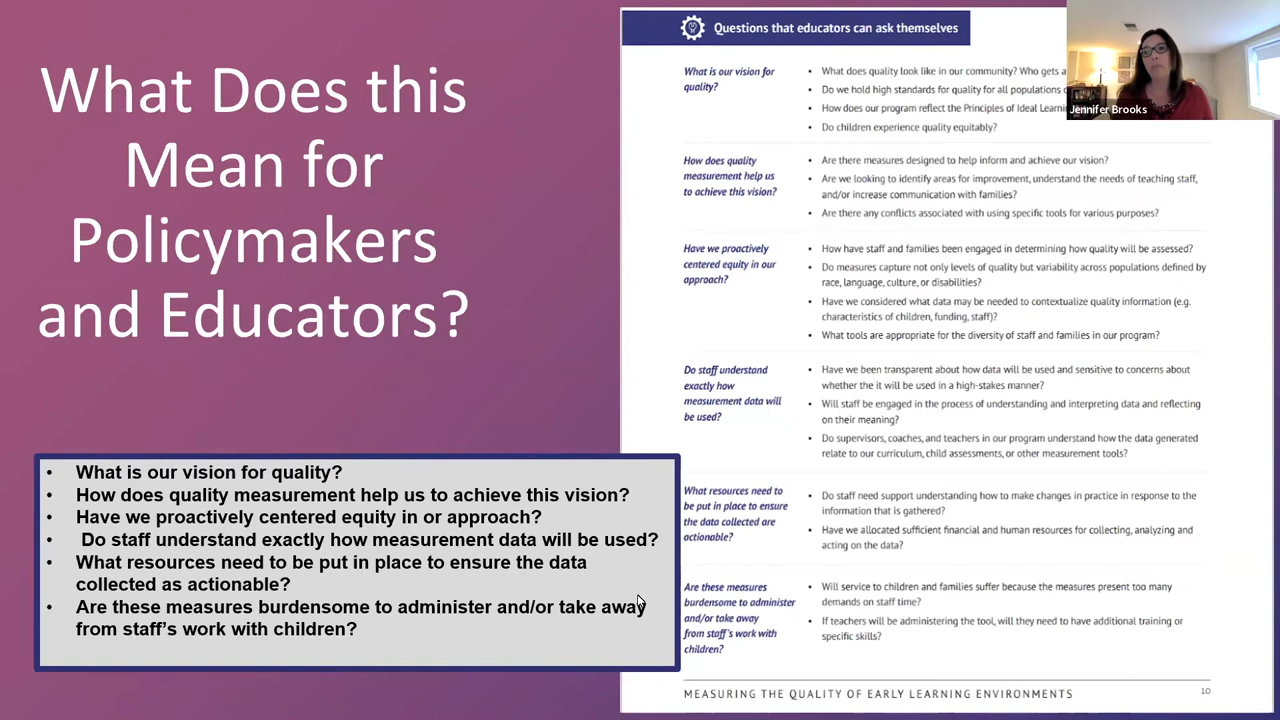 What Does this
Mean for
Policymakers
and Educators?
• What is our vision for quality?
• How does quality measurement help us to achieve this vision?
• Have we proactively centered equity in or approach?
• Do staff understand exactly how measurement data will be used?
• What resources need to be put in place to ensure the data
collected as actionable?
• Are these measures burdensome to administer and/or take away
from staff's work with children?
Questions that educators can ask themselves
What is our vision for
quality?
• What does quality look like in our community? Who gets a
• Do we hold high standards for quality for all populations
• How does our program reflect the Principles of Ideal
• Do children experience quality equitably?
How does quality
measurement help us
to achieve this vision?
• Are there measures designed to help inform and achieve our vision?
• Are we looking to identify areas for improvement, understand the needs of teaching staff,
and/or increase communication with families?
• Are there any conflicts associated with using specific tools for various purposes?
Have we proactively
centered equity in our
approach?
• How have staff and families been engaged in determining how quality will be assessed?
• Do measures capture not only levels of quality but variability across populations defined by
race, language, culture, or disabilities?
• Have we considered what data may be needed to contextualize quality information (e.g.
characteristics of children, funding, staff)?
• What tools are appropriate for the diversity of staff and families in our program?
Do staff understand
exactly how
measurement data will
be used?
• Have we been transparent about how data will be used and sensitive to concerns about
whether the it will be used in a high-stakes manner?
• Will staff be engaged in the process of understanding and interpreting data and reflecting
on their meaning?
• Do supervisors, coaches, and teachers in our program understand how the data generated
relate to our curriculum, child assessments, or other measurement tools?
What resources need to
be put in place to ensure
the data collected are
actionable?
• Do staff need support understanding how to make changes in practice in response to the
information that is gathered?
• Have we allocated sufficient financial and human resources for collecting, analyzing and
acting on the data?
Are these measures
burdensome to administer
and/or take away
from staff's work with
children?
• Will service to children and families suffer because the measures present too many
demands on staff time?
• If teachers will be administering the tool, will they need to have additional training or
specific skills?
MEASURING THE QUALITY OF EARLY LEARNING ENVIRONMENTS
10
Jennifer Brooks